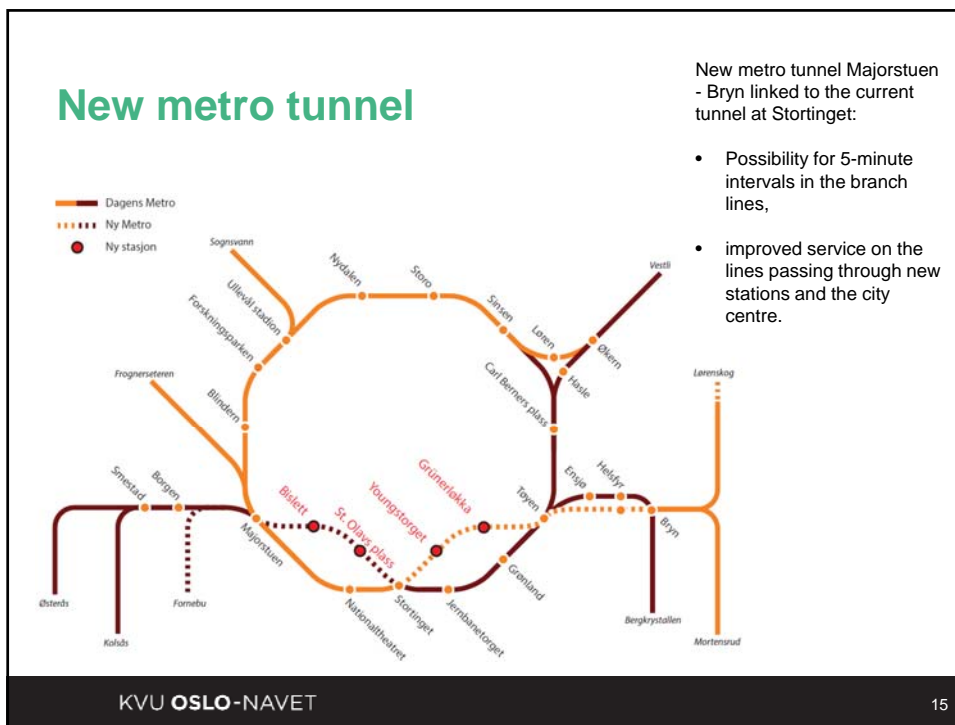 New metro tunnel
New metro tunnel Majorstuen
- Bryn linked to the current
tunnel at Stortinget:
• Possibility for 5-minute
intervals in the branch
lines,
• improved service on the
lines passing through new
stations and the city
centre.
Dagens Metro
Ny Metro
Ny stasjon
Sognsvann
Ullevål stadion
Forskningsparken
Nydalen
Storo
Sinsen
Løren
Vestli
Økern
Hasle
Carl Berners plass
Lørenskog
Frognerseteren
Blindern
Smestad
Borgen
Majorstuen
Bislett
St. Olavs plass
Youngstorget
Grünerløkka
Tøyen
Ensjø
Helsfyr
Bryn
Grønland
Jernbanetorget
Stortinget
Nationaltheatret
Østerås
Kolsås
Fornebu
Bergkrystallen
Mortensrud
KVU OSLO-NAVET
15